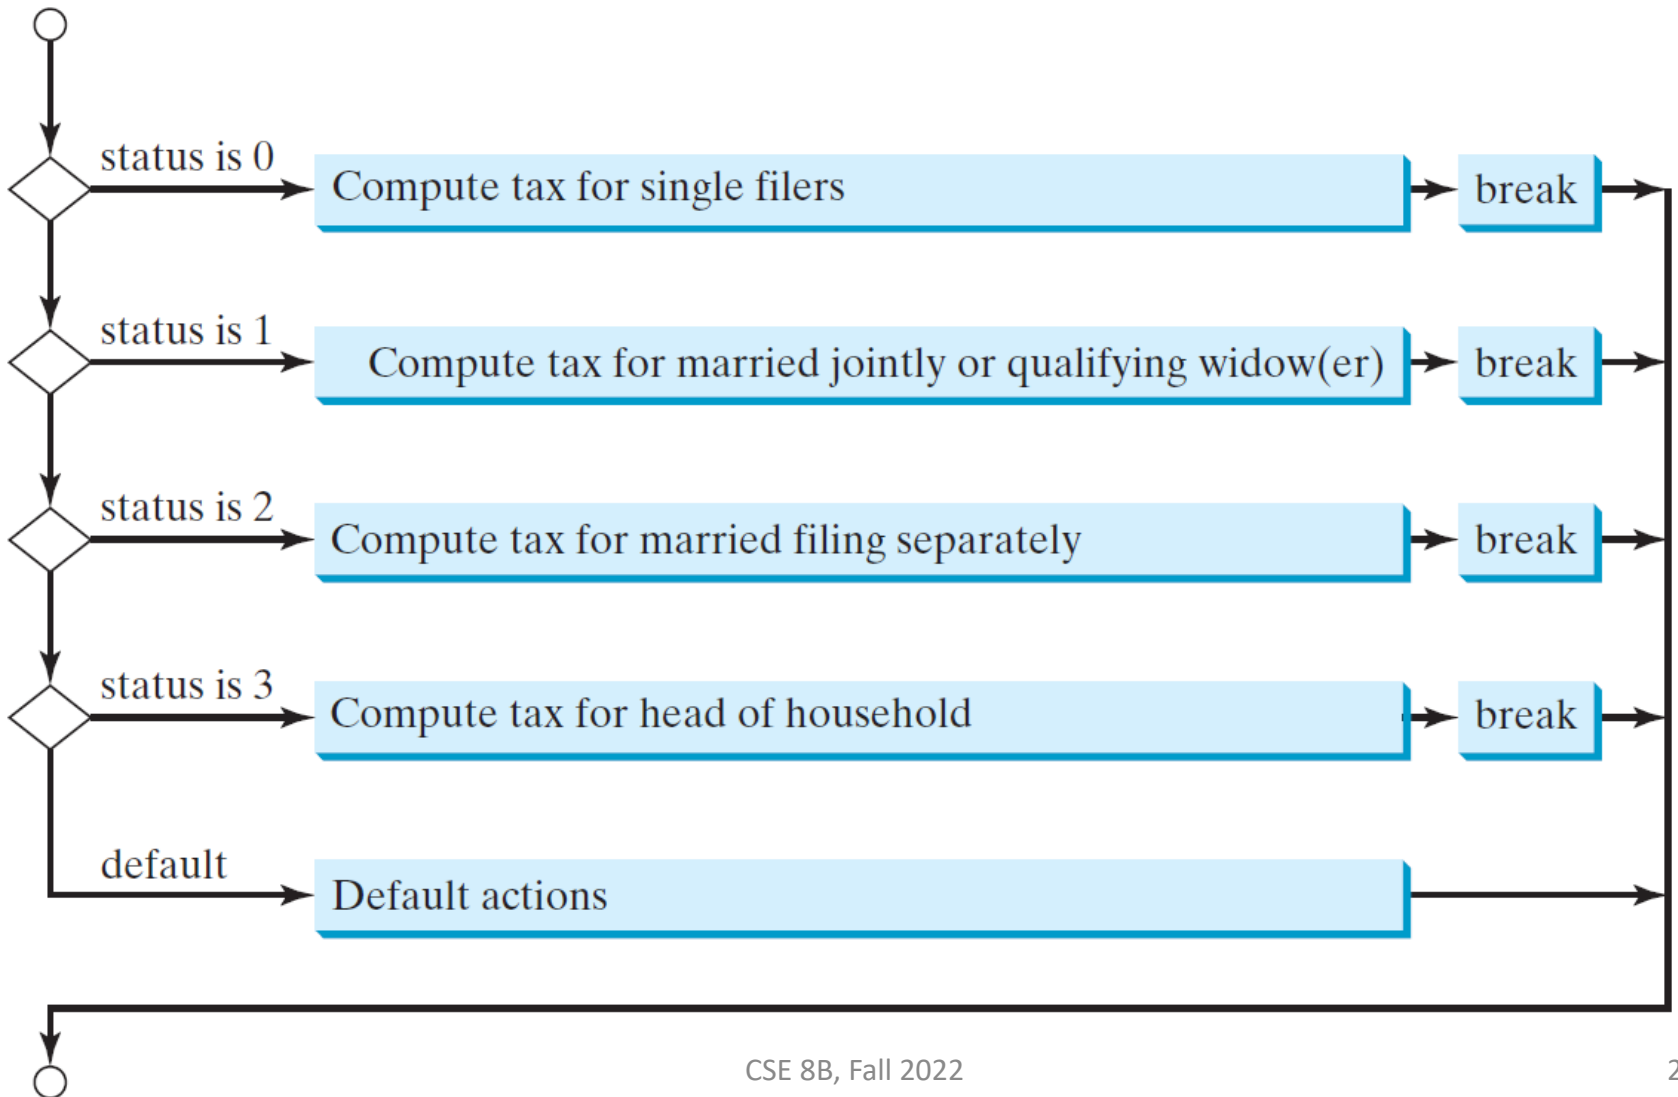 status is 0
Compute tax for single filers
break
status is 1
Compute tax for married jointly or qualifying widow(er)
break
status is 2
Compute tax for married filing separately
break
status is 3
Compute tax for head of household
break
default
Default actions
CSE 8B, Fall 2022
2